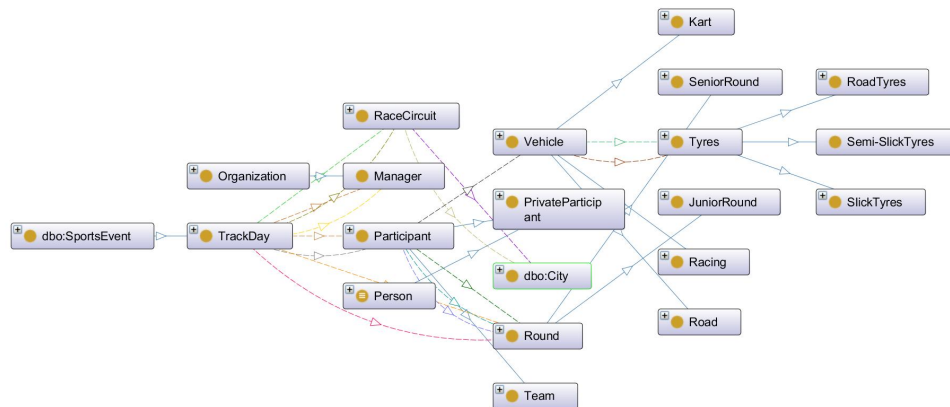 Kart
SeniorRound
RoadTyres
RaceCircuit
Vehicle
Tyres
Semi-SlickTyres
Organization
Manager
PrivateParticip
ant
JuniorRound
SlickTyres
dbo:SportsEvent
TrackDay
Participant
Racing
dbo:City
Person
Road
Round
Team